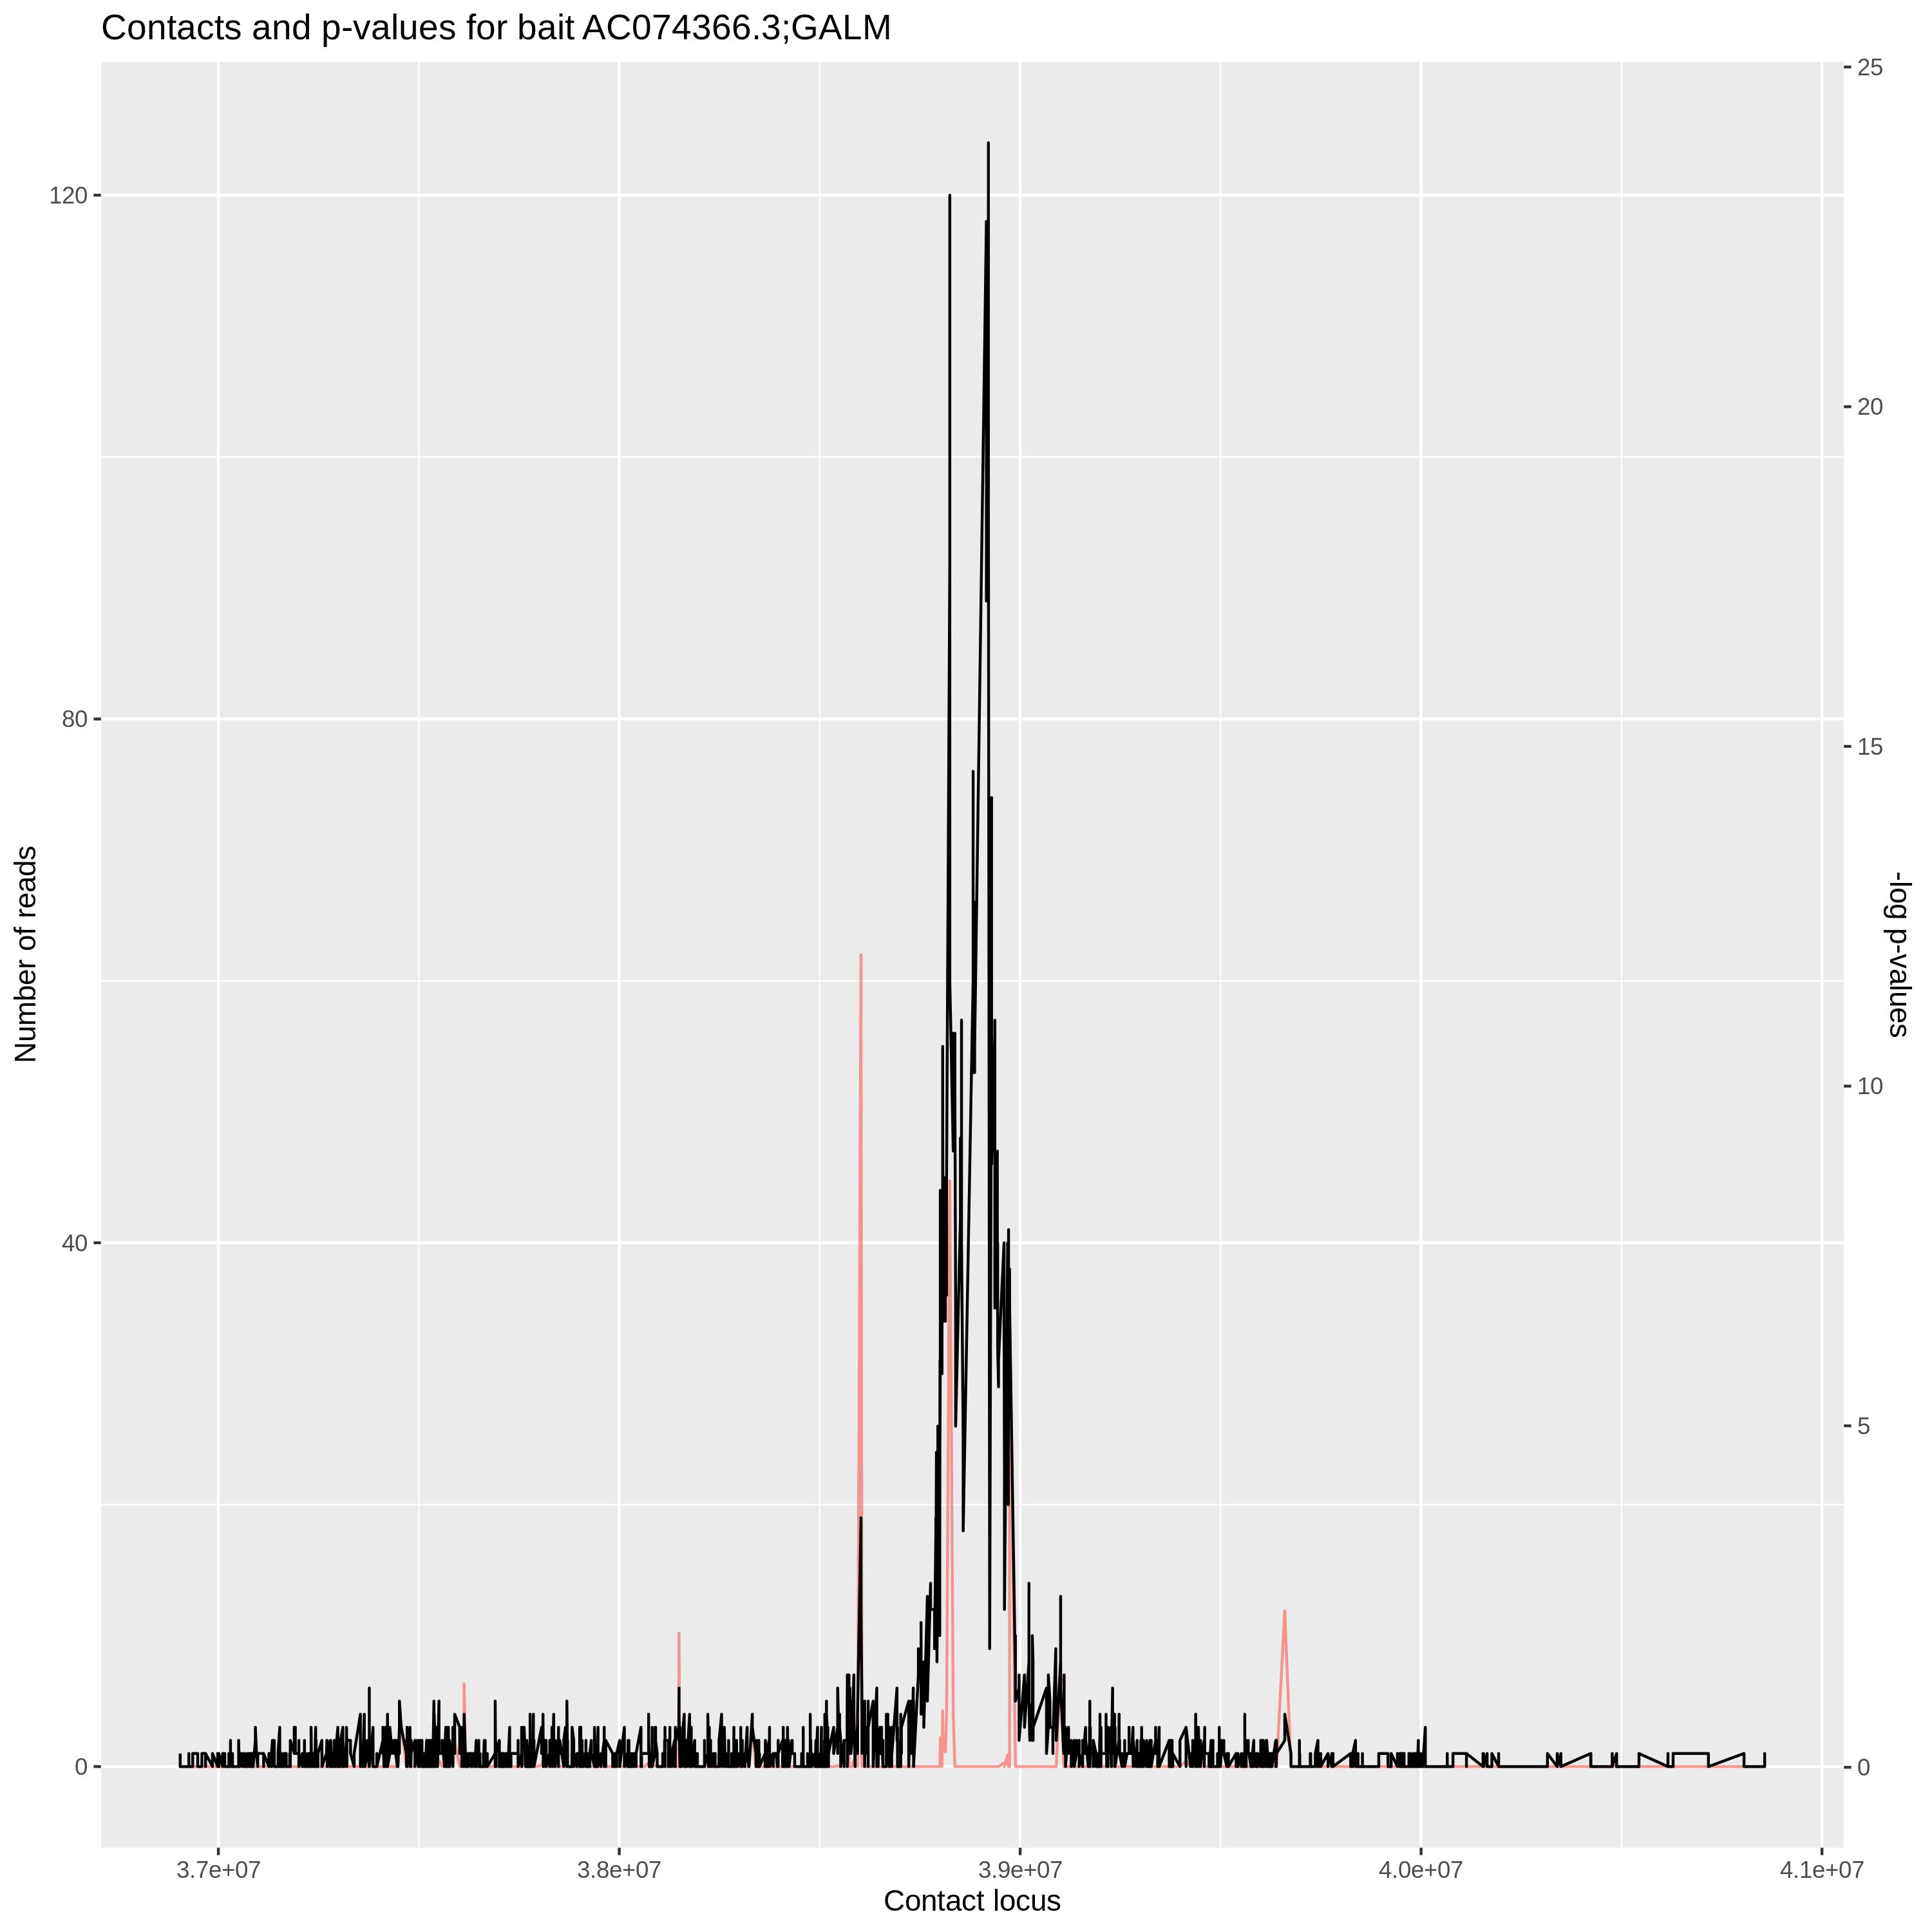 Contacts and p-values for bait AC074366.3;GALM
120
80
40
0
Number of reads
25
20
15
10
5
0
-log p-values
3.7e+07
3.8e+07
3.9e+07
4.0e+07
4.1e+07
Contact locus